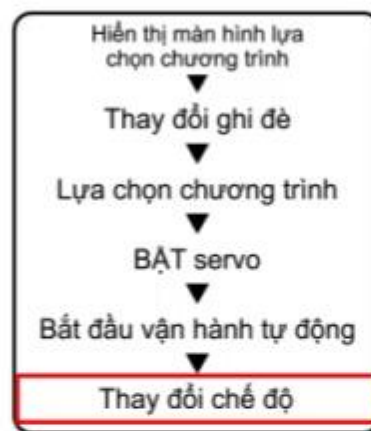 Hiển thị màn hình lựa
chọn chương trình
Thay đổi ghi đè
Lựa chọn chương trình
BẬT servo
Bắt đầu vận hành tự động
Thay đổi chế độ